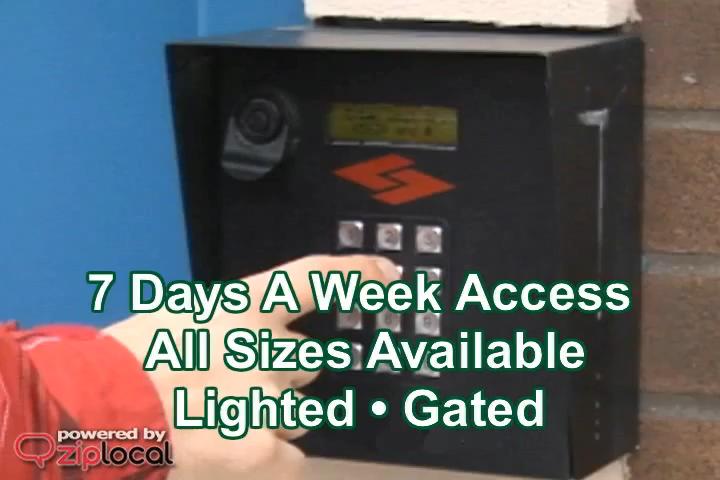 7 Days A Week Access
All Sizes Available
Lighted • Gated
powered by
ziplocal